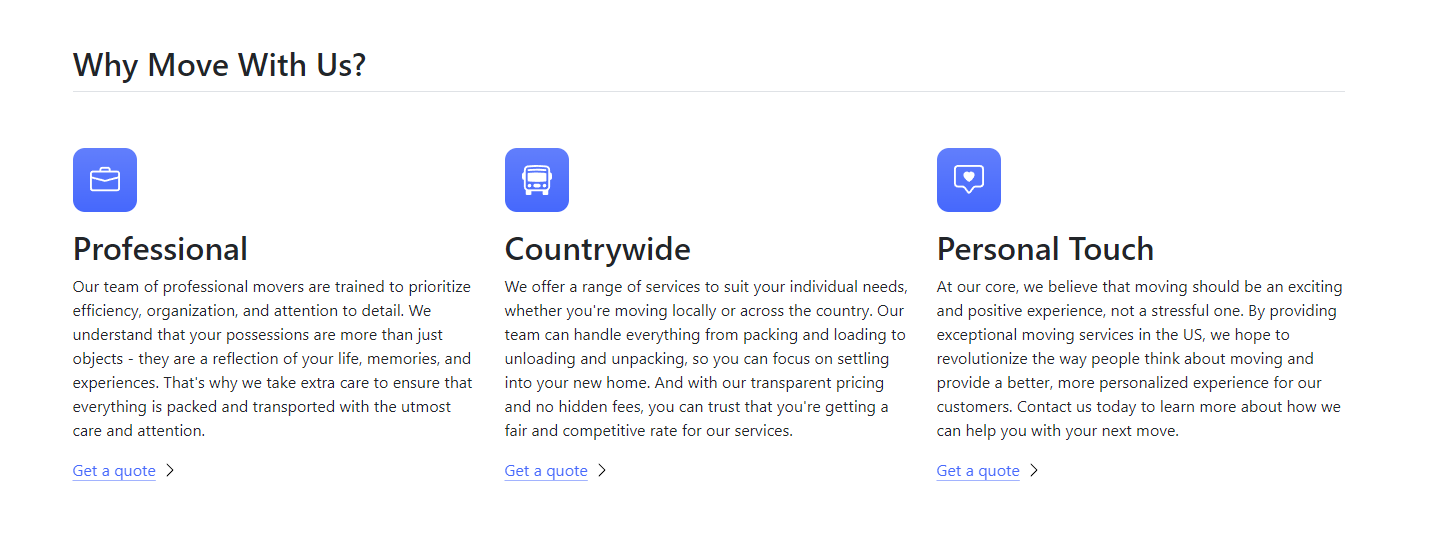 Why Move With Us?
Professional
Our team of professional movers are trained to prioritize
efficiency, organization, and attention to detail. We
understand that your possessions are more than just
objects - they are a reflection of your life, memories, and
experiences. That's why we take extra care to ensure that
everything is packed and transported with the utmost
care and attention.
Get a quote
Countrywide
We offer a range of services to suit your individual needs,
whether you're moving locally or across the country. Our
team can handle everything from packing and loading to
unloading and unpacking, so you can focus on settling
into your new home. And with our transparent pricing
and no hidden fees, you can trust that you're getting a
fair and competitive rate for our services.
Get a quote
Personal Touch
At our core, we believe that moving should be an exciting
and positive experience, not a stressful one. By providing
exceptional moving services in the US, we hope to
revolutionize the way people think about moving and
provide a better, more personalized experience for our
customers. Contact us today to learn more about how we
can help you with your next move.
Get a quote